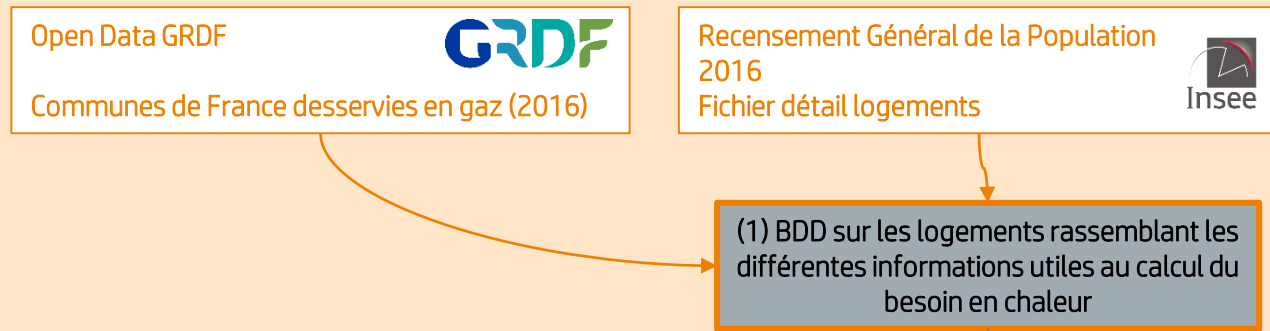 Open Data GRDF
GRDF
Communes de France desservies en gaz (2016)
Recensement Général de la Population
2016
Fichier détail logements
Insee
(1) BDD sur les logements rassemblant les
différentes informations utiles au calcul du
besoin en chaleur